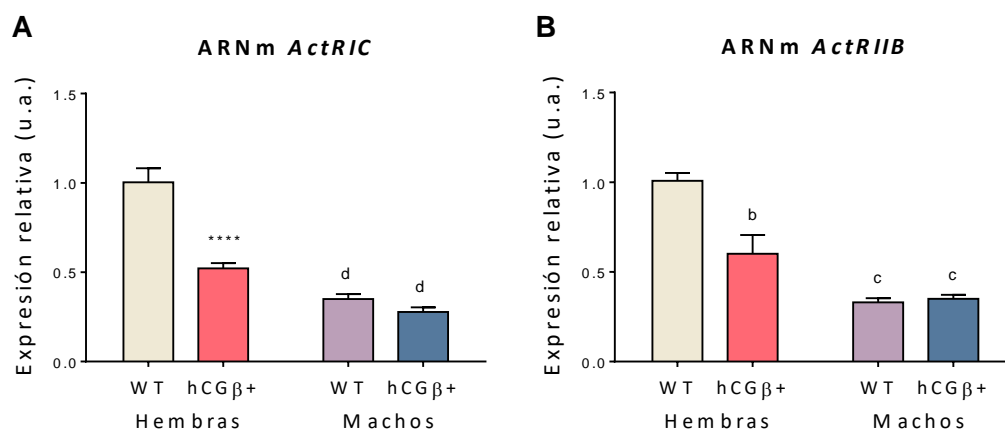 A
ARNm ActRIC
Expresión relativa (u.a.)
1.5
1.0
0.5
0.0
****
d
d
WT hCGβ+ WT hCGβ+
Hembras Machos
B
ARNm ActRIIB
Expresión relativa (u.a.)
1.5
1.0
0.5
0.0
b
c
c
WT hCGβ+ WT hCGβ+
Hembras Machos